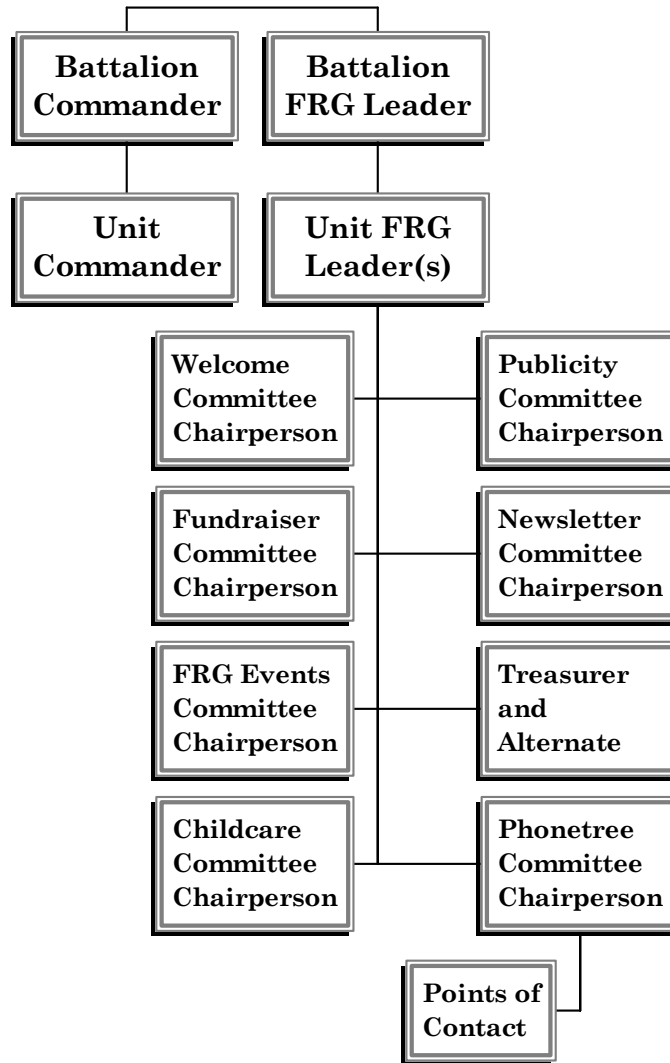 Battalion
Commander
Battalion
FRG Leader
Unit
Commander
Unit FRG
Leader(s)
Welcome
Committee
Chairperson
Publicity
Committee
Chairperson
Fundraiser
Committee
Chairperson
Newsletter
Committee
Chairperson
FRG Events
Committee
Chairperson
Treasurer
and
Alternate
Childcare
Committee
Chairperson
Phonetree
Committee
Chairperson
Points of
Contact